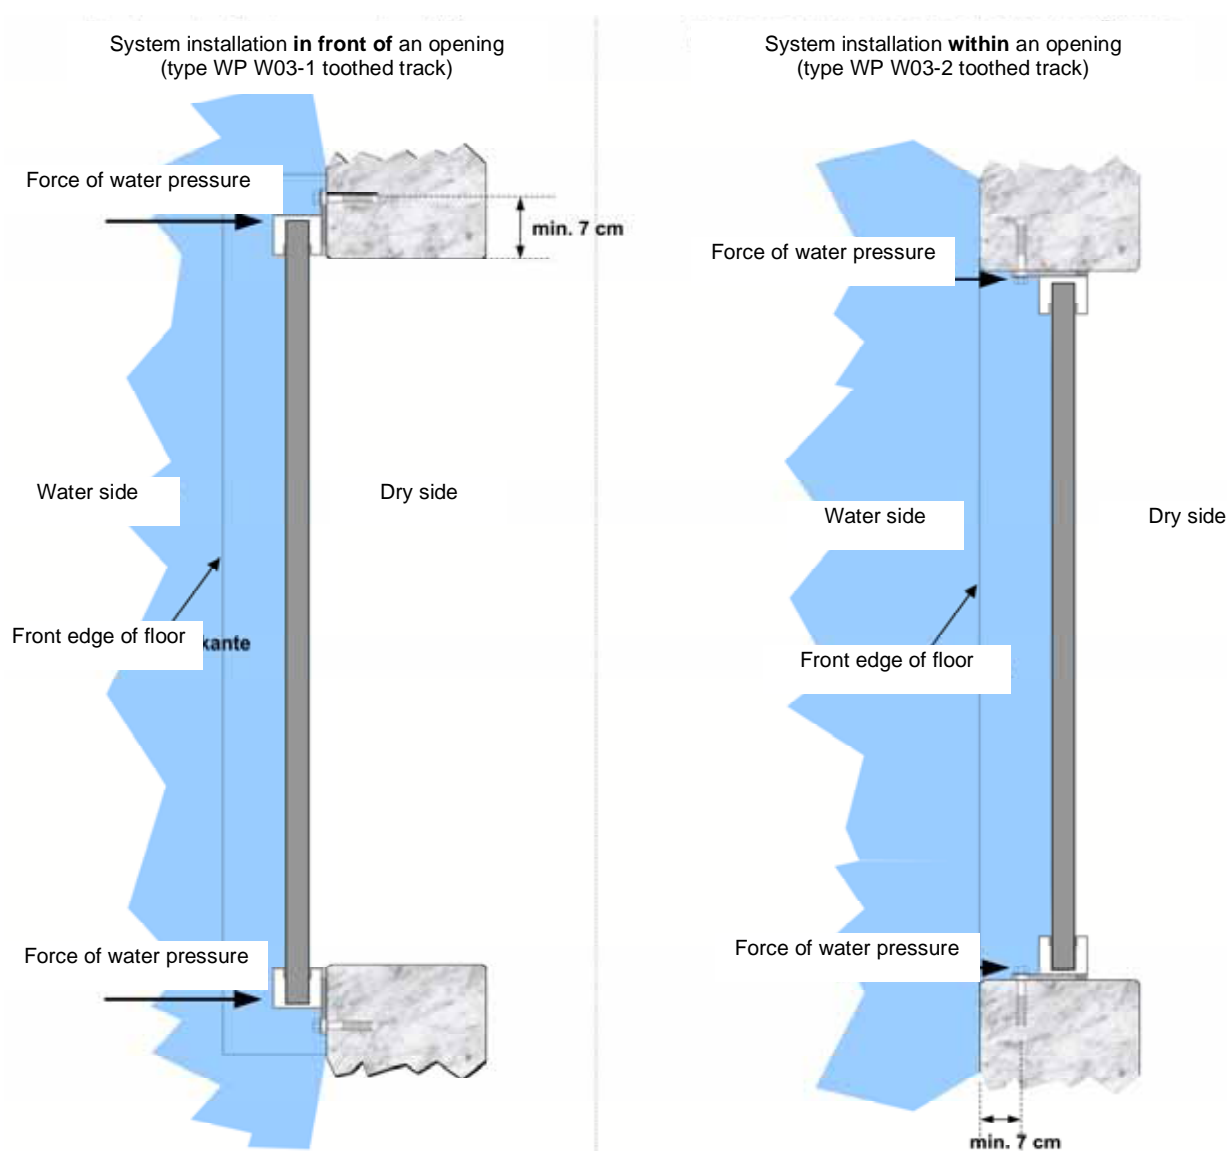 System installation in front of an opening
(type WP W03-1 toothed track)
Force of water pressure
min. 7 cm
Water side
Dry side
Front edge of floor
kante
Force of water pressure
System installation within an opening
(type WP W03-2 toothed track)
Force of water pressure
Water side
Dry side
Front edge of floor
Force of water pressure
min. 7 cm